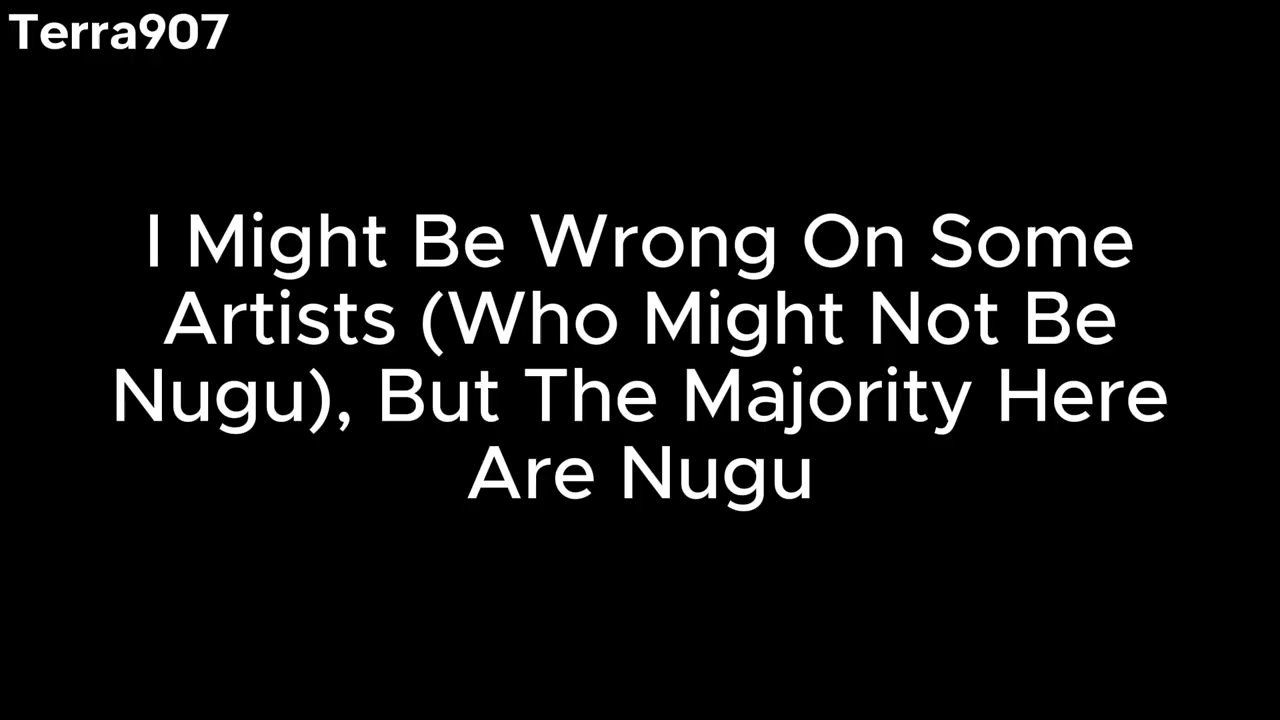 Terra907
I Might Be Wrong On Some
Artists (Who Might Not Be
Nugu), But The Majority Here
Are Nugu